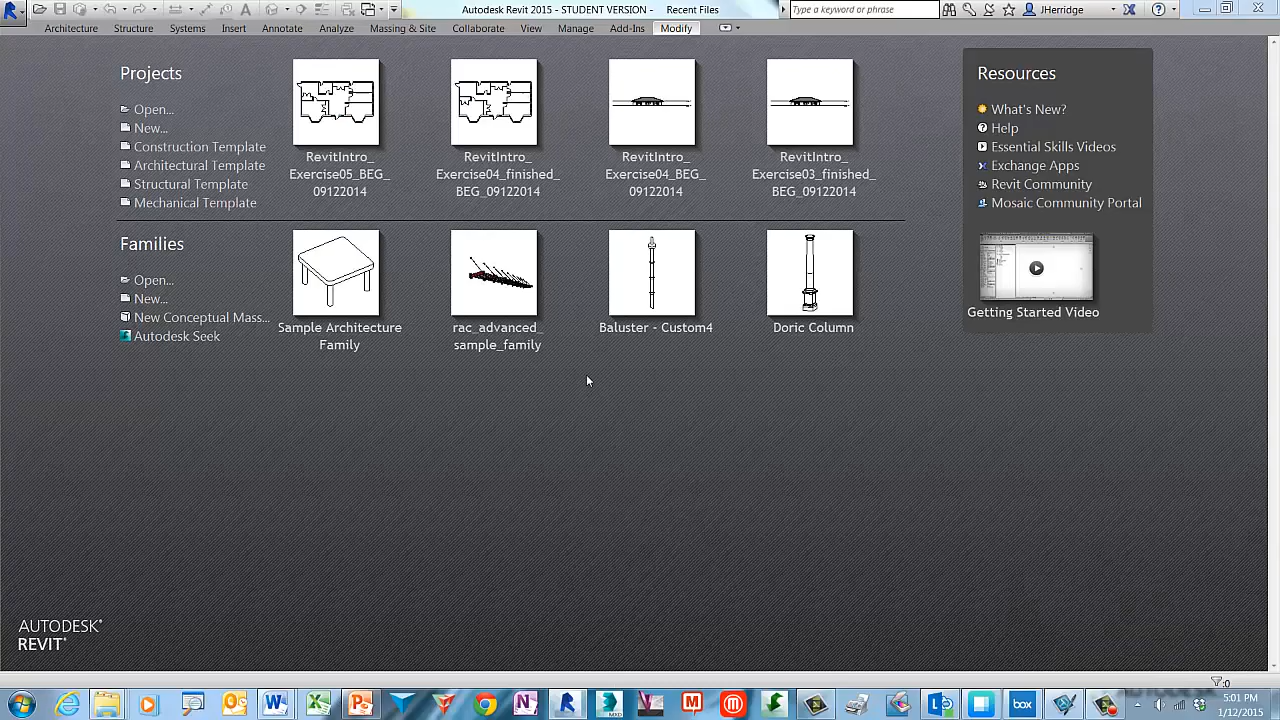 Autodesk Revit 2015 - STUDENT VERSION - Recent Files
Type a keyword or phrase
JHerridge
Architecture Structure Systems Insert Annotate Analyze Massing & Site Collaborate View Manage Add-Ins Modify
Projects
Open...
New...
Construction Template
Architectural Template
Structural Template
Mechanical Template
RevitIntro_
Exercise05_BEG_
09122014
RevitIntro_
Exercise04_finished_
BEG_09122014
RevitIntro_
Exercise04_BEG_
09122014
RevitIntro_
Exercise03_finished_
BEG_09122014
Families
Open...
New...
New Conceptual Mass...
Autodesk Seek
Sample Architecture
Family
rac_advanced_
sample_family
Baluster - Custom4
Doric Column
Resources
What's New?
Help
Essential Skills Videos
Exchange Apps
Revit Community
Mosaic Community Portal
Getting Started Video
AUTODESK®
REVIT®
:0
box
5:01 PM
1/12/2015